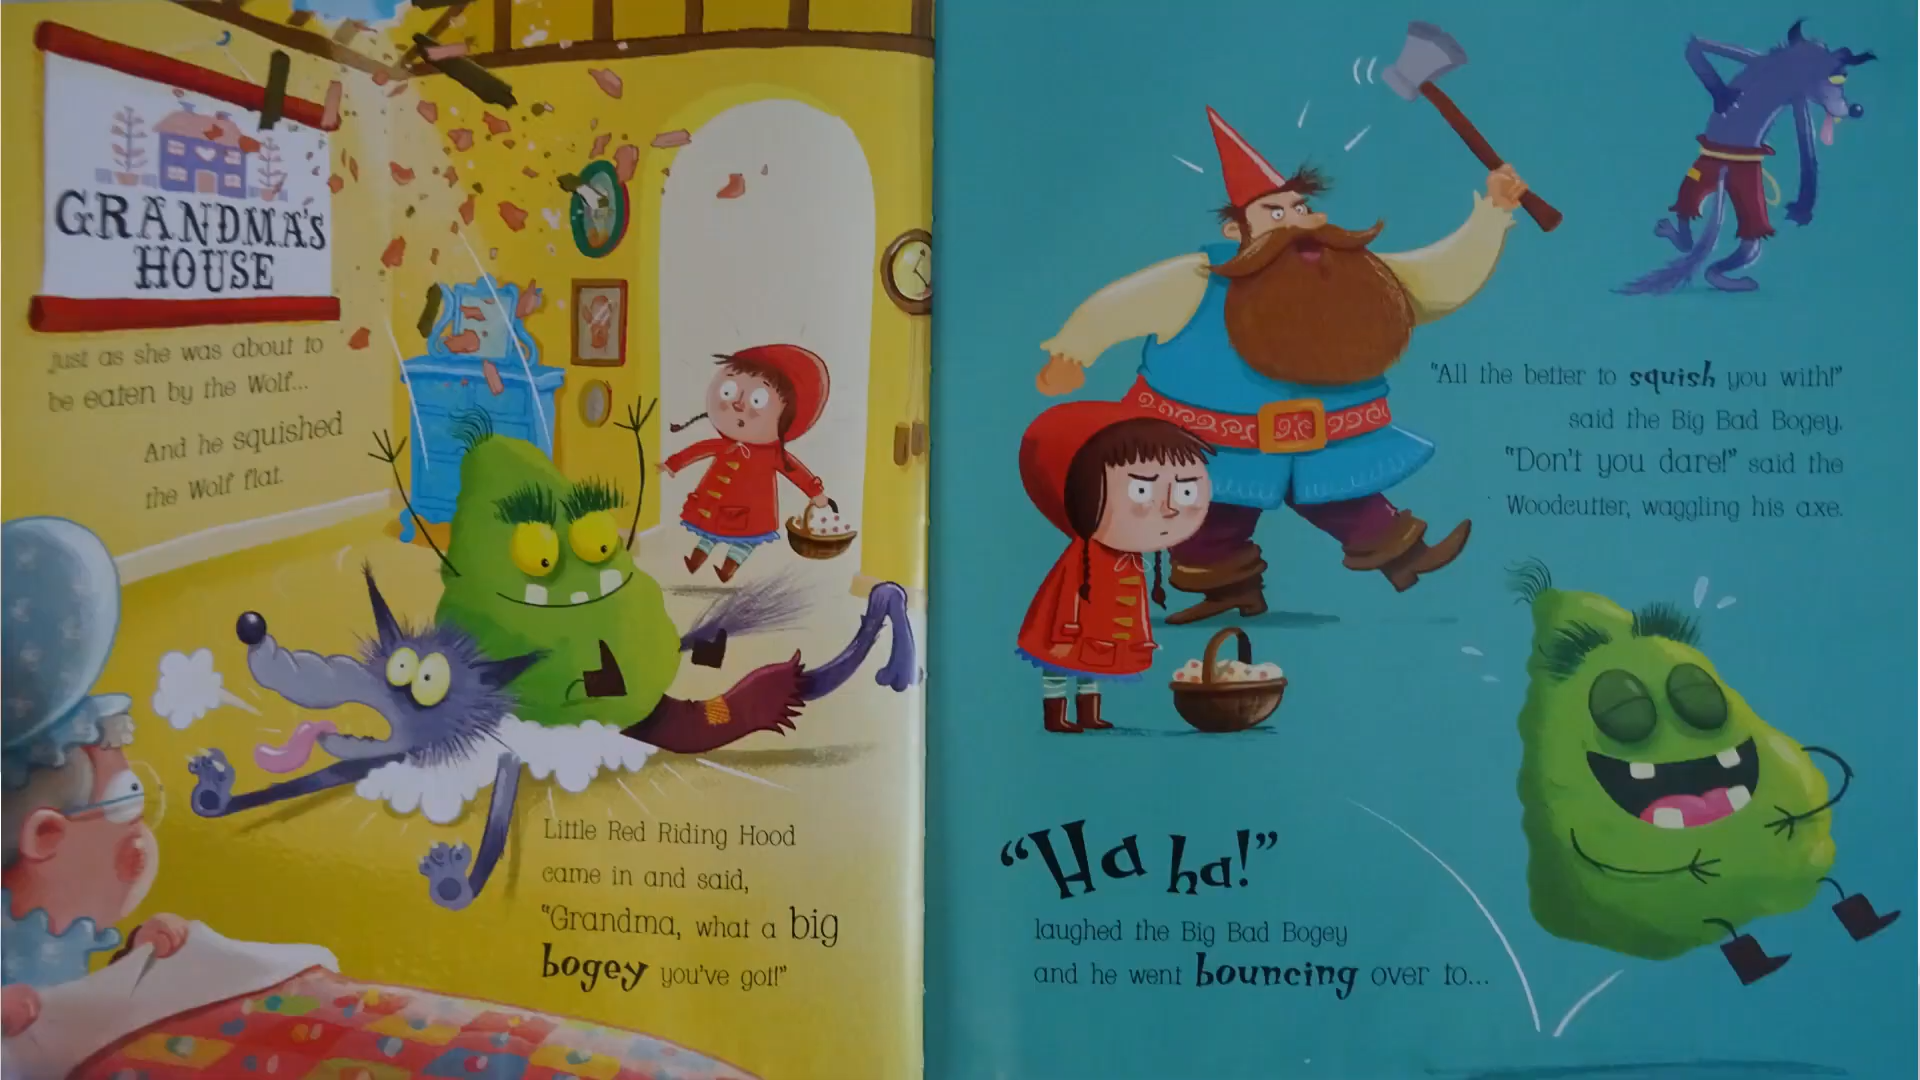 GRANDMA'S
HOUSE
just as she was about to
be eaten by the Wolf...
And he squished
the Wolf flat.
Little Red Riding Hood
came in and said,
"Grandma, what a big
bogey you've got!"
"All the better to squish you with!"
said the Big Bad Bogey.
"Don't you dare!" said the
Woodcutter, waggling his axe.
"Ha ha!"
laughed the Big Bad Bogey
and he went bouncing over to...